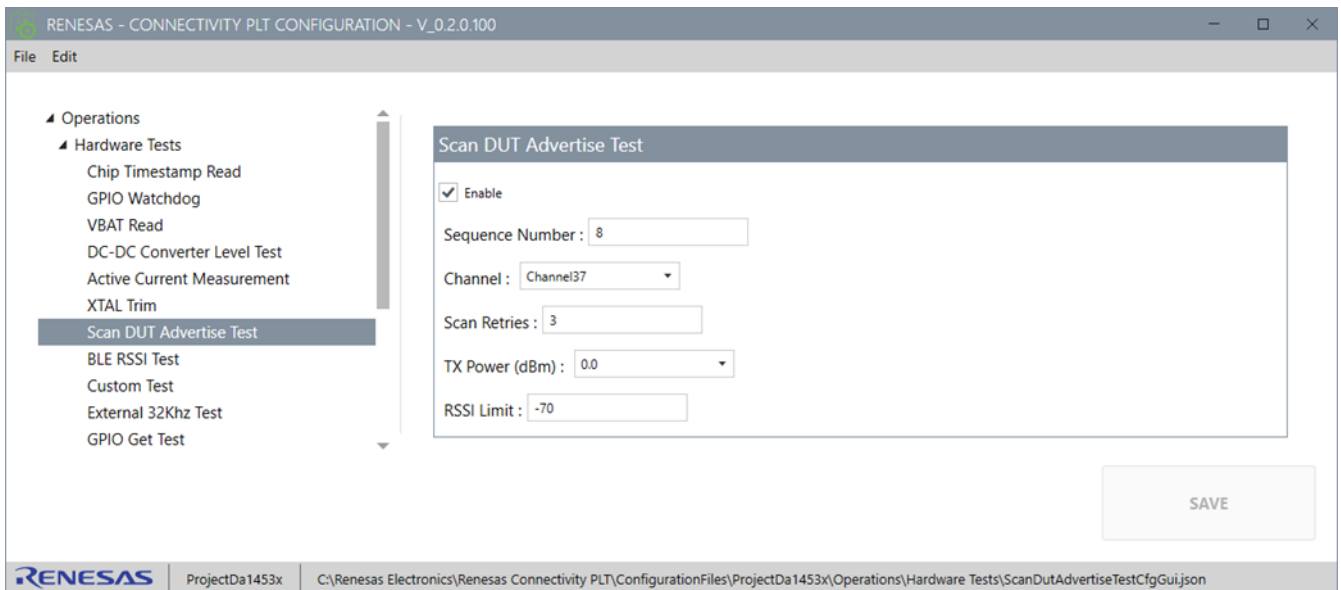 RENESAS - CONNECTIVITY PLT CONFIGURATION - V_0.2.0.100
File Edit
Operations
Hardware Tests
Chip Timestamp Read
GPIO Watchdog
VBAT Read
DC-DC Converter Level Test
Active Current Measurement
XTAL Trim
Scan DUT Advertise Test
BLE RSSI Test
Custom Test
External 32Khz Test
GPIO Get Test
Scan DUT Advertise Test
Enable
Sequence Number : 8
Channel : Channel37
Scan Retries : 3
TX Power (dBm) : 0.0
RSSI Limit : -70
SAVE
RENESAS ProjectDa1453x C:\Renesas Electronics\Renesas Connectivity PLT\ConfigurationFiles\ProjectDa1453x\Operations\Hardware Tests\ScanDutAdvertiseTestCfgGui.json